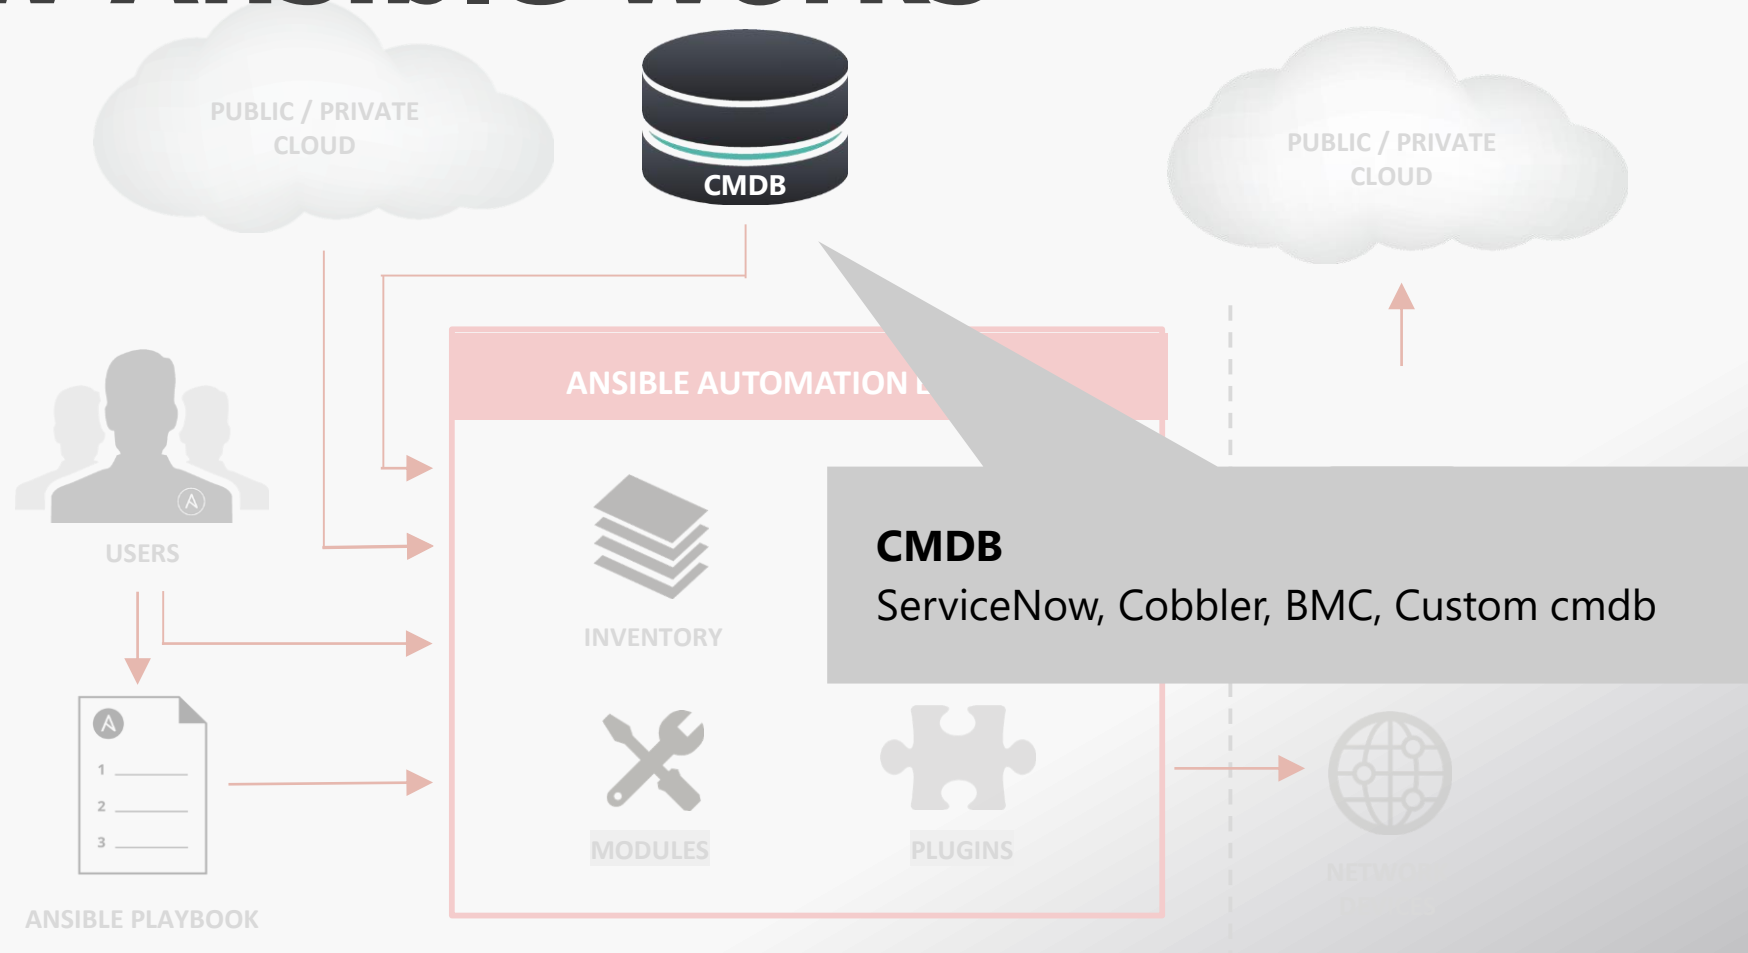 PUBLIC / PRIVATE
CLOUD
CMDB
PUBLIC / PRIVATE
CLOUD
ANSIBLE AUTOMATION
USERS
INVENTORY
CMDB
ServiceNow, Cobbler, BMC, Custom cmdb
1
2
3
MODULES
PLUGINS
ANSIBLE PLAYBOOK